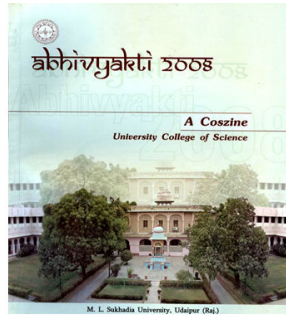 abhivyakti 2008
A Coszine
University College of Science
M. L. Sukhadia University, Udaipur (Raj.)